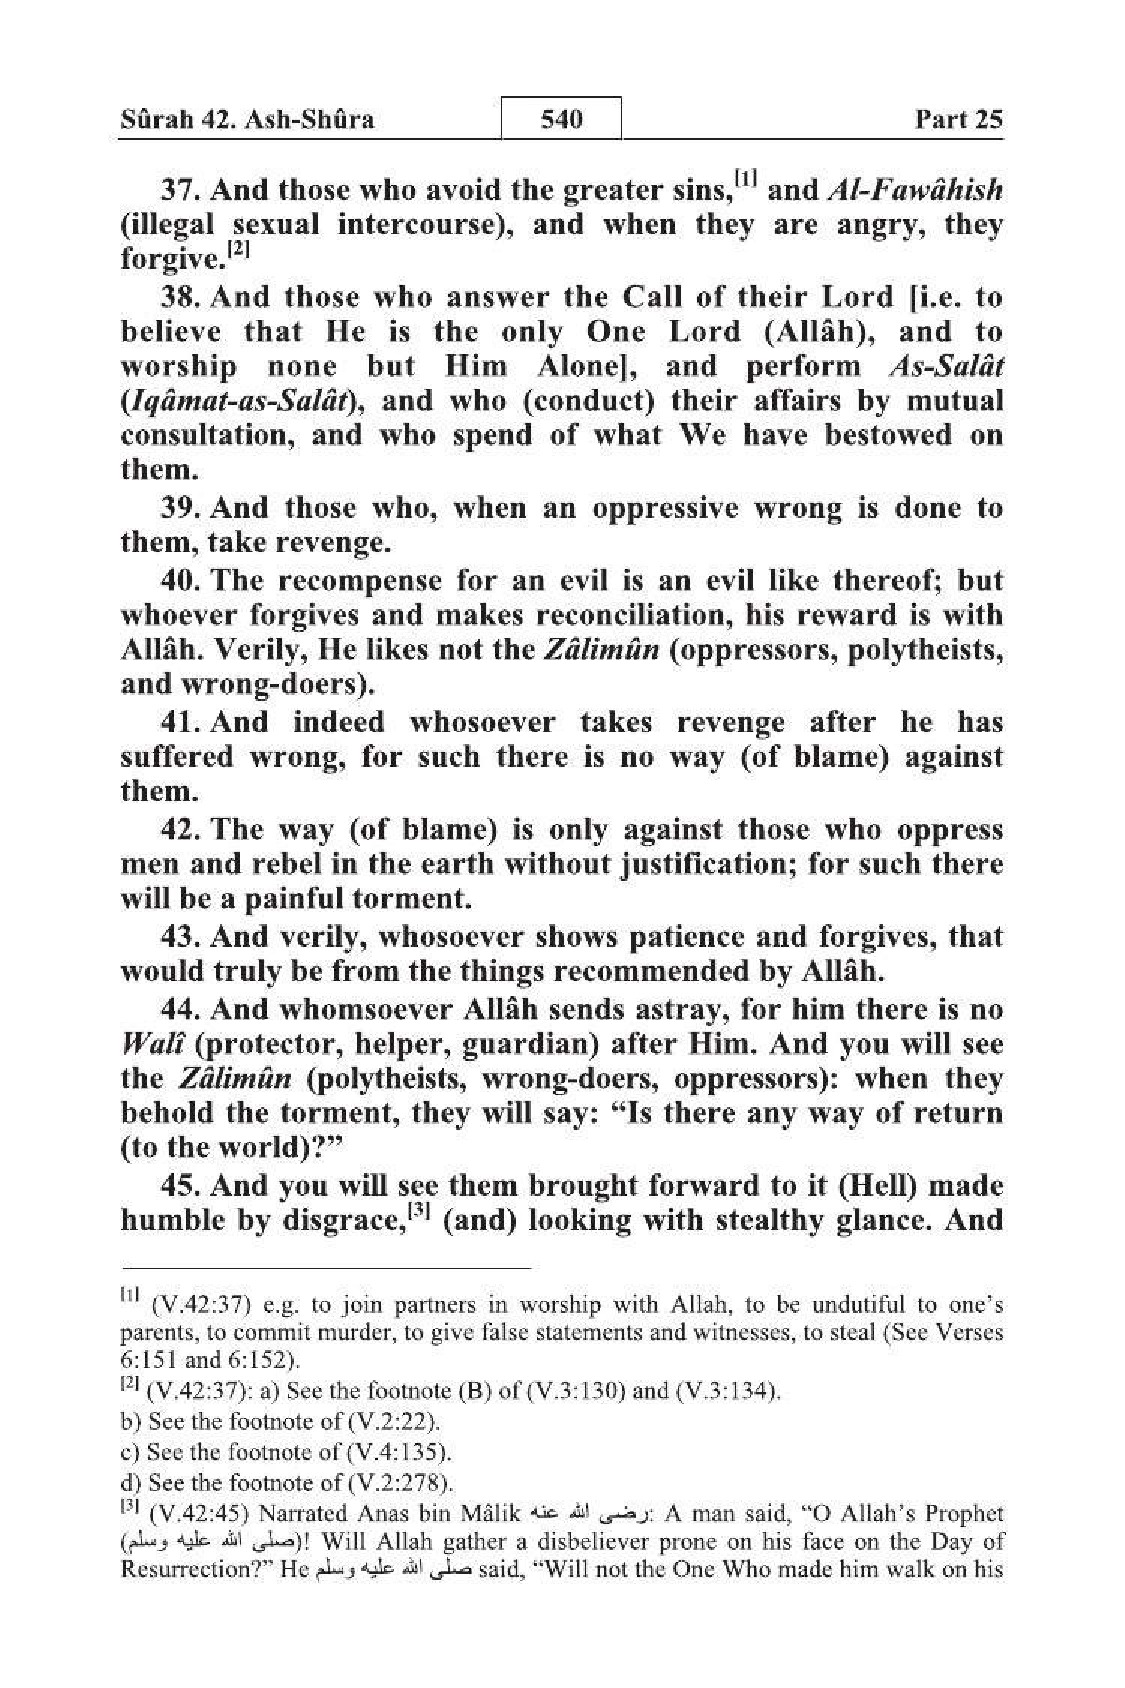 Sûrah 42. Ash-Shûra 540 Part 25
37. And those who avoid the greater sins,[1] and Al-Fawâhish
(illegal sexual intercourse), and when they are angry, they
forgive.[2]
38. And those who answer the Call of their Lord [i.e. to
believe that He is the only One Lord (Allâh), and to
worship none but Him Alone], and perform As-Salât
(Iqâmat-as-Salât), and who (conduct) their affairs by mutual
consultation, and who spend of what We have bestowed on
them.
39. And those who, when an oppressive wrong is done to
them, take revenge.
40. The recompense for an evil is an evil like thereof; but
whoever forgives and makes reconciliation, his reward is with
Allâh. Verily, He likes not the Zâlimûn (oppressors, polytheists,
and wrong-doers).
41. And indeed whosoever takes revenge after he has
suffered wrong, for such there is no way (of blame) against
them.
42. The way (of blame) is only against those who oppress
men and rebel in the earth without justification; for such there
will be a painful torment.
43. And verily, whosoever shows patience and forgives, that
would truly be from the things recommended by Allâh.
44. And whomsoever Allâh sends astray, for him there is no
Walî (protector, helper, guardian) after Him. And you will see
the Zâlimûn (polytheists, wrong-doers, oppressors): when they
behold the torment, they will say: “Is there any way of return
(to the world)?”
45. And you will see them brought forward to it (Hell) made
humble by disgrace,[3] (and) looking with stealthy glance. And
[1] (V.42:37) e.g. to join partners in worship with Allah, to be undutiful to one’s
parents, to commit murder, to give false statements and witnesses, to steal (See Verses
6:151 and 6:152).
[2] (V.42:37): a) See the footnote (B) of (V.3:130) and (V.3:134).
b) See the footnote of (V.2:22).
c) See the footnote of (V.4:135).
d) See the footnote of (V.2:278).
[3] (V.42:45) Narrated Anas bin Mâlik رضى الله عنه: A man said, “O Allah’s Prophet
(صلى الله عليه وسلم)! Will Allah gather a disbeliever prone on his face on the Day of
Resurrection?” He صلى الله عليه وسلم said, “Will not the One Who made him walk on his